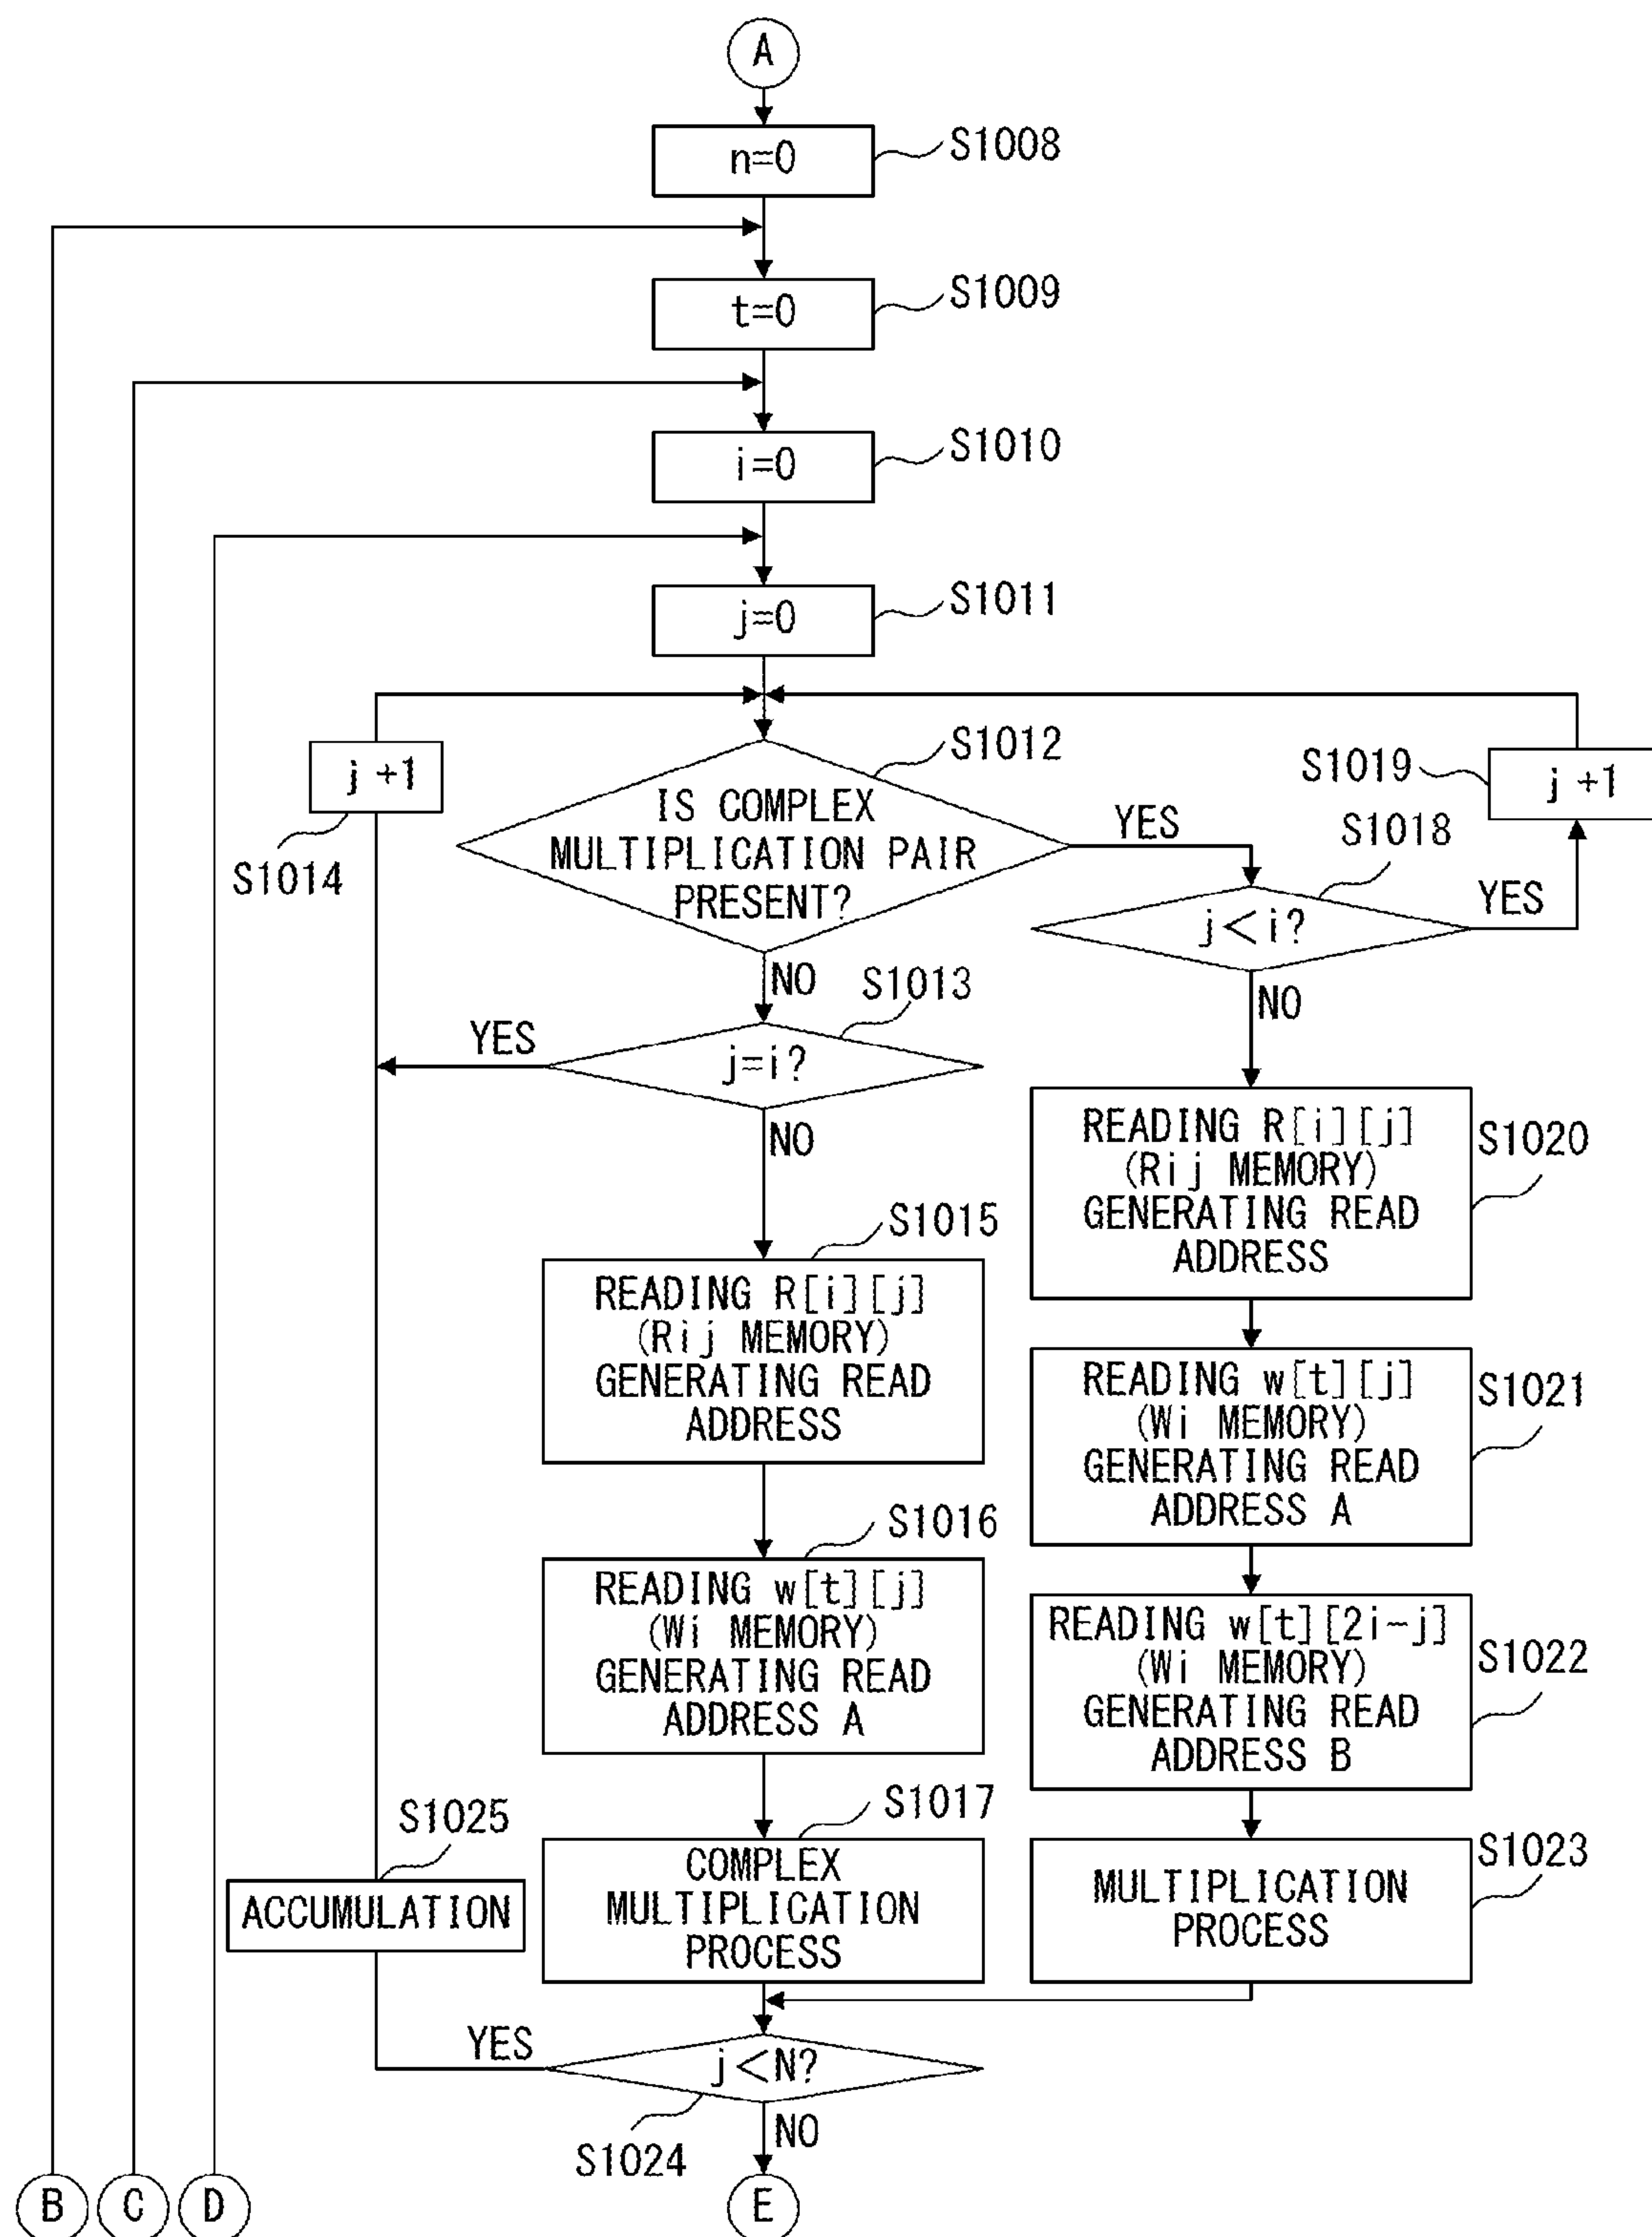 A
n=0
S1008
t=0
S1009
i=0
S1010
j=0
S1011
j +1
S1014
IS COMPLEX
MULTIPLICATION PAIR
PRESENT?
S1012
YES
S1019
j +1
S1018
j<i?
YES
NO
NO
S1013
YES
j=i?
NO
READING R[i][j]
(Rij MEMORY)
GENERATING READ
ADDRESS
S1020
S1015
READING R[i][j]
(Rij MEMORY)
GENERATING READ
ADDRESS
READING w[t][j]
(Wi MEMORY)
GENERATING READ
ADDRESS A
S1021
S1016
READING w[t][j]
(Wi MEMORY)
GENERATING READ
ADDRESS A
READING w[t][2i-j]
(Wi MEMORY)
GENERATING READ
ADDRESS B
S1022
S1025
ACCUMULATION
S1017
COMPLEX
MULTIPLICATION
PROCESS
MULTIPLICATION
PROCESS
S1023
YES
j<N?
S1024
NO
B
C
D
E